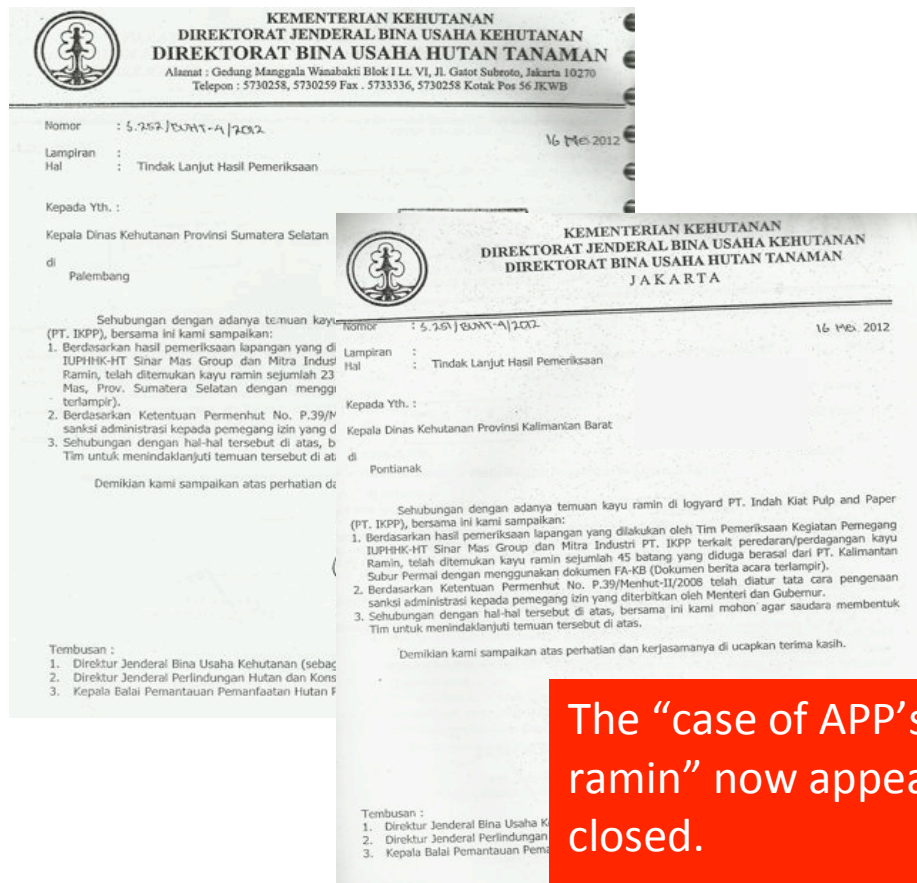 KEMENTERIAN KEHUTANAN
DIREKTORAT JENDERAL BINA USAHA KEHUTANAN
DIREKTORAT BINA USAHA HUTAN TANAMAN
Alamat : Gedung Manggala Wanabakti Blok I Lt. VI, Jl. Gatot Subroto, Jakarta 10270
Telepon : 5730258, 5730259 Fax . 5733336, 5730258 Kotak Pos 56 JKWB
Nomor : S.252/BUHT-4/2012
16 Mei 2012
Lampiran :
Hal : Tindak Lanjut Hasil Pemeriksaan
Kepada Yth. :
Kepala Dinas Kehutanan Provinsi Sumatera Selatan
di
Palembang
Sehubungan dengan adanya temuan kayu
(PT. IKPP), bersama ini kami sampaikan:
1. Berdasarkan hasil pemeriksaan lapangan yang di
IUPHHK-HT Sinar Mas Group dan Mitra Indust
Ramin, telah ditemukan kayu ramin sejumlah 23
Mas, Prov. Sumatera Selatan dengan menggu
terlampir).
2. Berdasarkan Ketentuan Permenhut No. P.39/M
sanksi administrasi kepada pemegang izin yang d
3. Sehubungan dengan hal-hal tersebut di atas, b
Tim untuk menindaklanjuti temuan tersebut di at
Demikian kami sampaikan atas perhatian da
Tembusan :
1. Direktur Jenderal Bina Usaha Kehutanan (sebag
2. Direktur Jenderal Perlindungan Hutan dan Kons
3. Kepala Balai Pemantauan Pemanfaatan Hutan P
KEMENTERIAN KEHUTANAN
DIREKTORAT JENDERAL BINA USAHA KEHUTANAN
DIREKTORAT BINA USAHA HUTAN TANAMAN
JAKARTA
Nomor : S.251/BUHT-4/2012
16 Mei 2012
Lampiran :
Hal : Tindak Lanjut Hasil Pemeriksaan
Kepada Yth. :
Kepala Dinas Kehutanan Provinsi Kalimantan Barat
di
Pontianak
Sehubungan dengan adanya temuan kayu ramin di logyard PT. Indah Kiat Pulp and Paper
(PT. IKPP), bersama ini kami sampaikan:
1. Berdasarkan hasil pemeriksaan lapangan yang dilakukan oleh Tim Pemeriksaan Kegiatan Pemegang
IUPHHK-HT Sinar Mas Group dan Mitra Industri PT. IKPP terkait peredaran/perdagangan kayu
Ramin, telah ditemukan kayu ramin sejumlah 45 batang yang diduga berasal dari PT. Kalimantan
Subur Permai dengan menggunakan dokumen FA-KB (Dokumen berita acara terlampir).
2. Berdasarkan Ketentuan Permenhut No. P.39/Menhut-II/2008 telah diatur tata cara pengenaan
sanksi administrasi kepada pemegang izin yang diterbitkan oleh Menteri dan Gubernur.
3. Sehubungan dengan hal-hal tersebut di atas, bersama ini kami mohon agar saudara membentuk
Tim untuk menindaklanjuti temuan tersebut di atas.
Demikian kami sampaikan atas perhatian dan kerjasamanya di ucapkan terima kasih.
Tembusan :
1. Direktur Jenderal Bina Usaha K
2. Direktur Jenderal Perlindungan
3. Kepala Balai Pemantauan Pema
The “case of APP’s
ramin” now appea
closed.